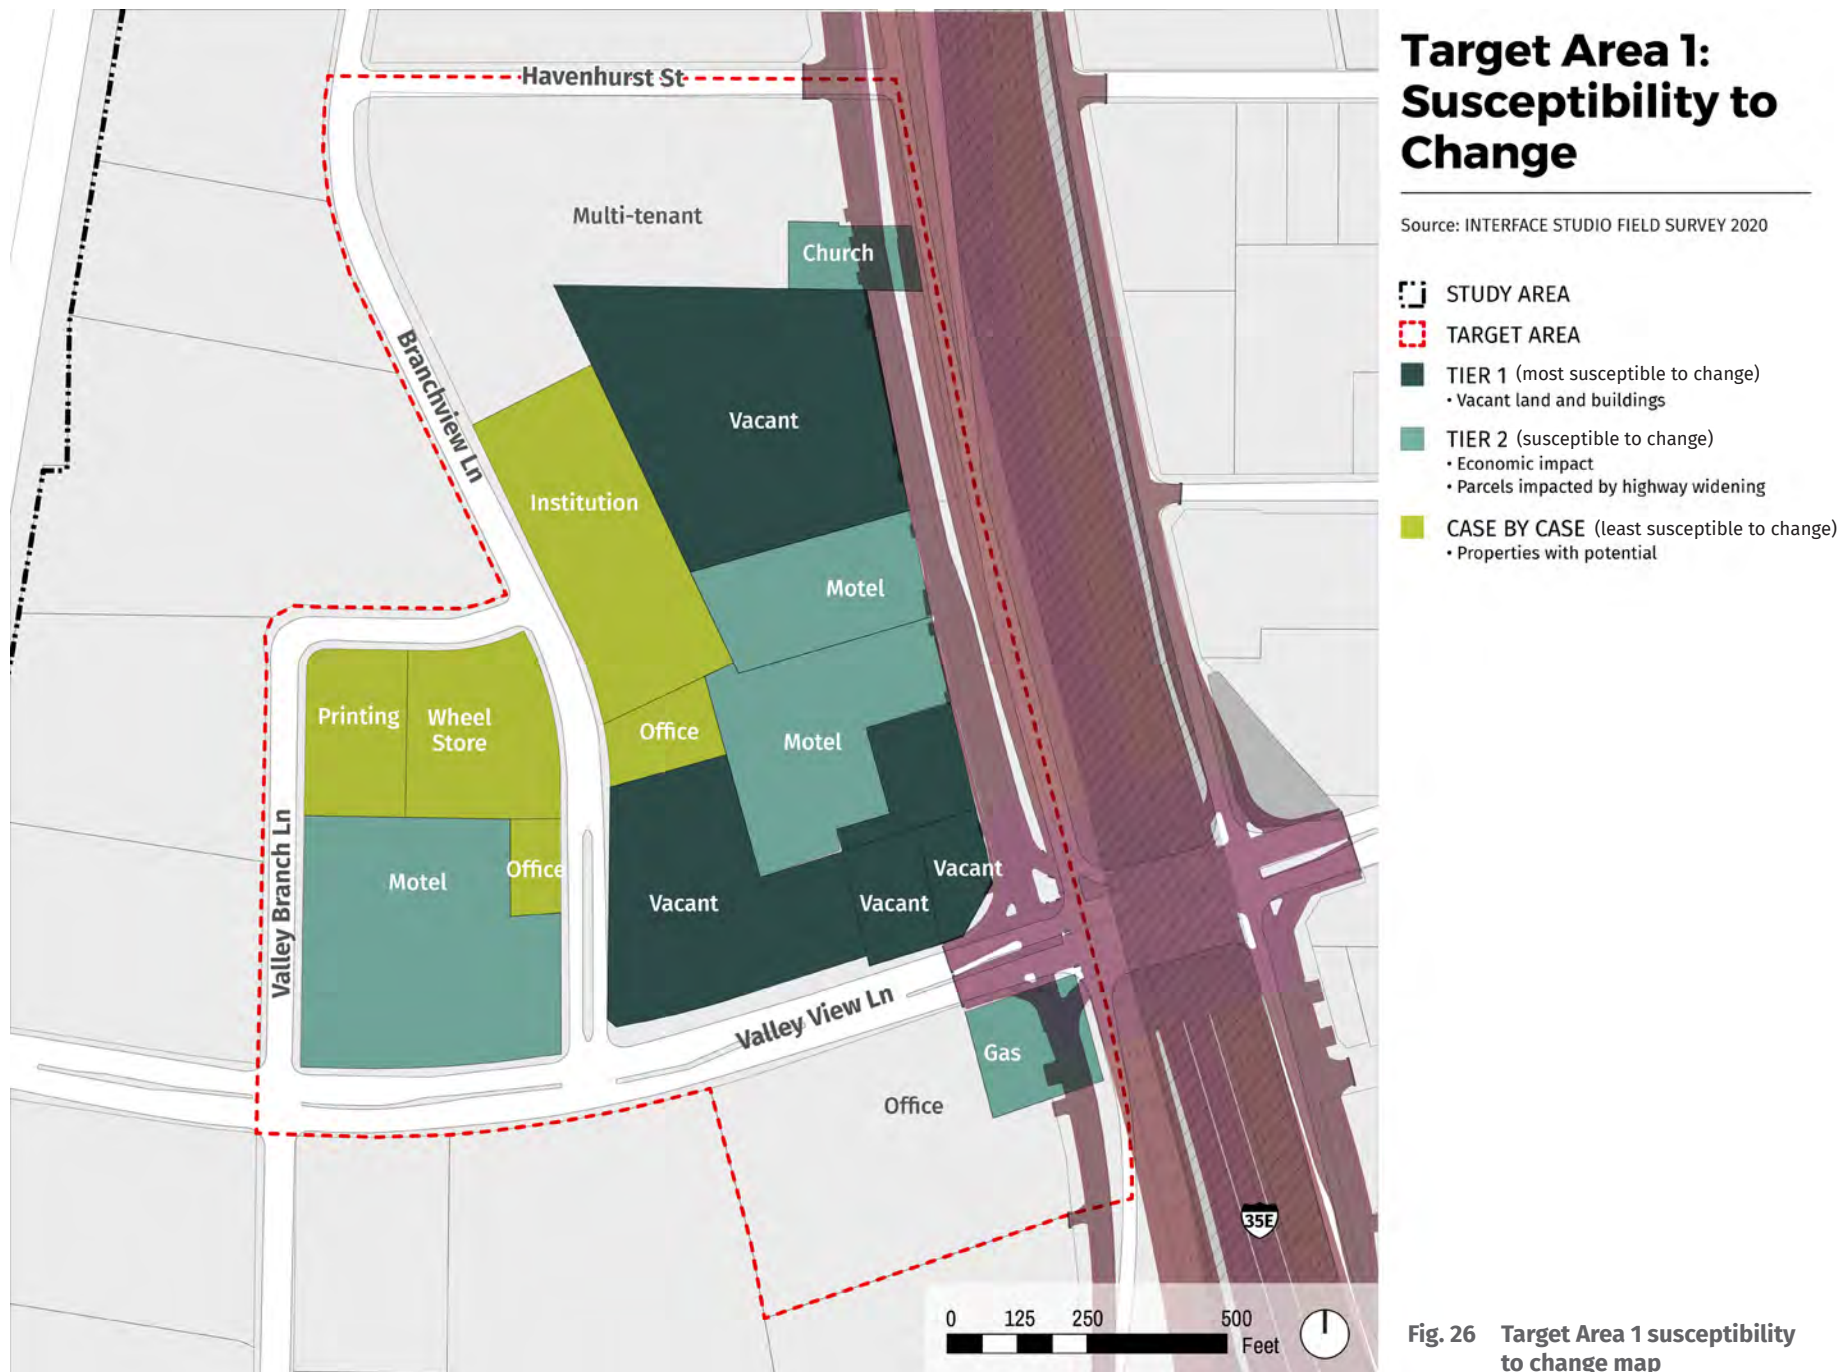 Target Area 1:
Susceptibility to
Change
Source: INTERFACE STUDIO FIELD SURVEY 2020
STUDY AREA
TARGET AREA
TIER 1 (most susceptible to change)
• Vacant land and buildings
TIER 2 (susceptible to change)
• Economic impact
• Parcels impacted by highway widening
CASE BY CASE (least susceptible to change)
• Properties with potential
Havenhurst St
Multi-tenant
Church
Branchview Ln
Vacant
Institution
Motel
Printing
Wheel
Store
Office
Motel
Valley Branch Ln
Motel
Office
Vacant
Vacant
Vacant
Valley View Ln
Gas
Office
35E
0 125 250 500
Feet
Fig. 26 Target Area 1 susceptibility
to change map